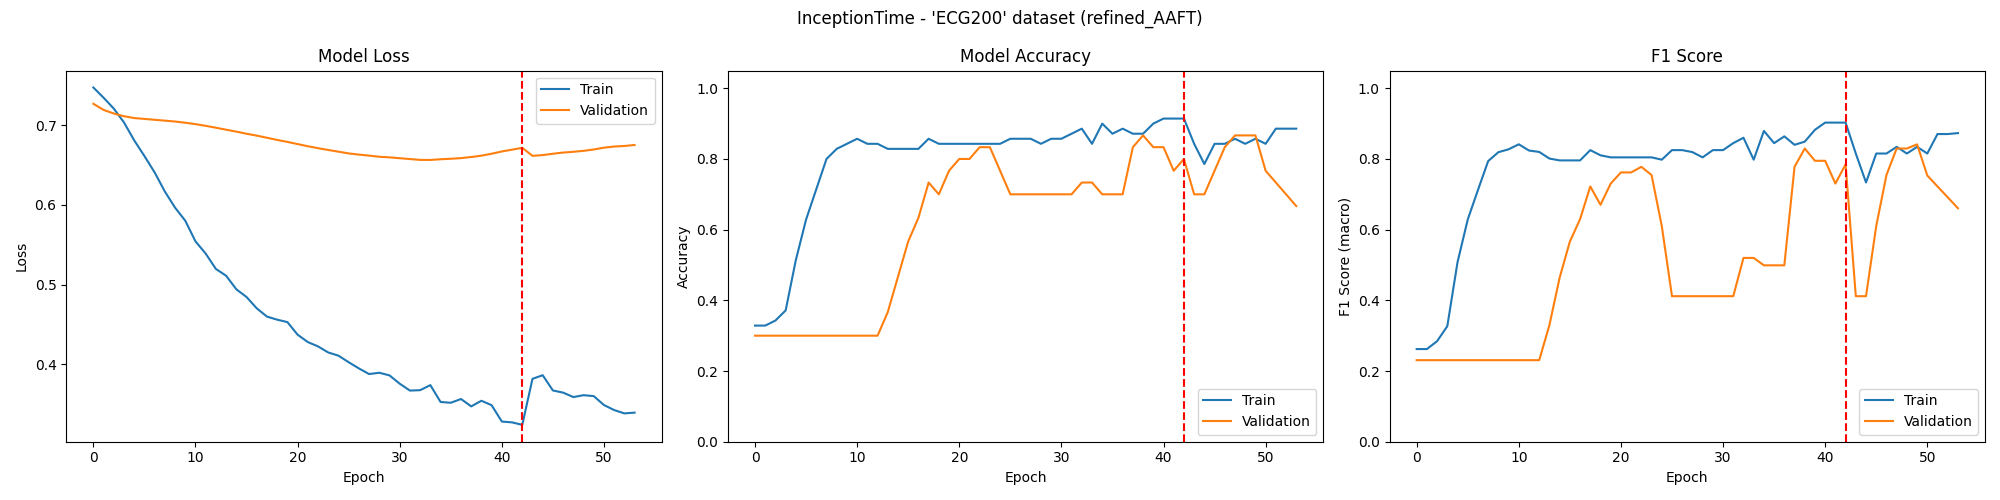 InceptionTime - 'ECG200' dataset (refined_AAFT)
Model Loss
Loss
0.7
0.6
0.5
0.4
0
10
20
30
40
50
Epoch
Train
Validation
Model Accuracy
Accuracy
1.0
0.8
0.6
0.4
0.2
0.0
0
10
20
30
40
50
Epoch
Train
Validation
F1 Score
F1 Score (macro)
1.0
0.8
0.6
0.4
0.2
0.0
0
10
20
30
40
50
Epoch
Train
Validation